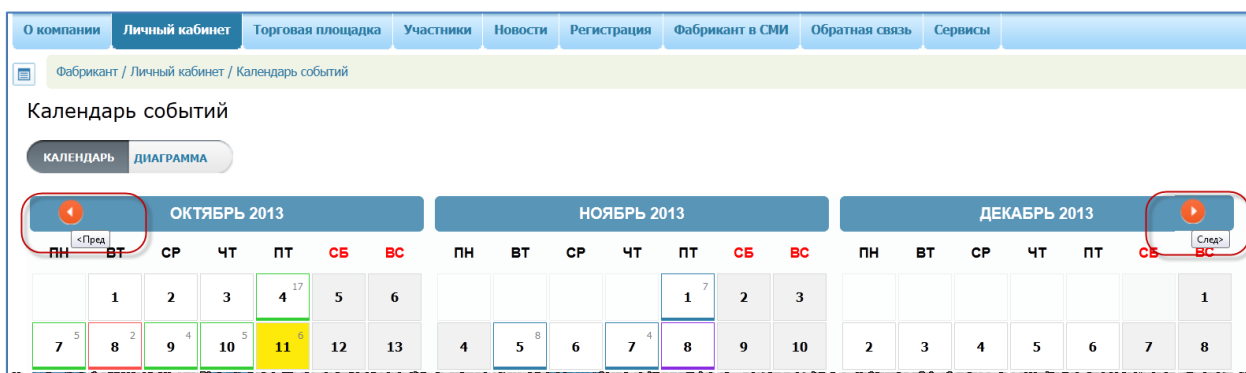 О компании Личный кабинет Торговая площадка Участники Новости Регистрация Фабрикант в СМИ Обратная связь Сервисы
Фабрикант / Личный кабинет / Календарь событий
Календарь событий
КАЛЕНДАРЬ ДИАГРАММА
ОКТЯБРЬ 2013 НОЯБРЬ 2013 ДЕКАБРЬ 2013
<Пред След>
ПН ВТ СР ЧТ ПТ СБ ВС ПН ВТ СР ЧТ ПТ СБ ВС ПН ВТ СР ЧТ ПТ СБ ВС
1 2 3 4 17 5 6 1 7 2 3 1
7 5 8 2 9 4 10 5 11 6 12 13 4 5 8 6 7 4 8 9 10 2 3 4 5 6 7 8